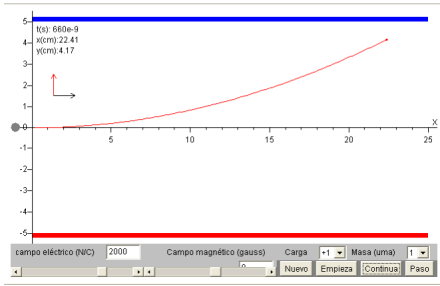 t(s): 660e-9
x(cm):22.41
y(cm):4.17
5
4
3
2
1
0
-1
-2
-3
-4
-5
5
10
15
20
25
X
campo eléctrico (N/C) 2000 Campo magnético (gauss) Carga +1 Masa (uma) 1
Nuevo Empieza Continua Paso